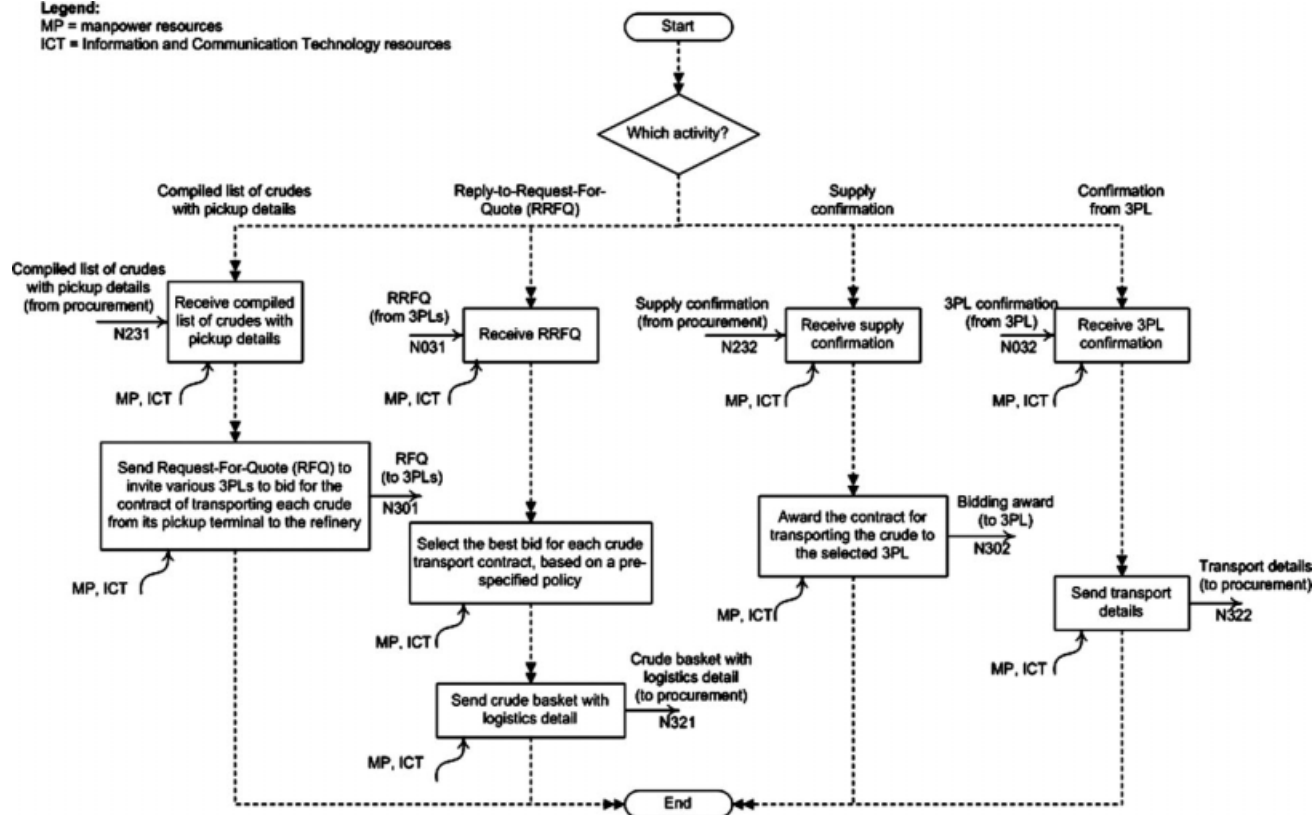 Legend:
MP = manpower resources
ICT = Information and Communication Technology resources
Start
Which activity?
Compiled list of crudes
with pickup details
Reply-to-Request-For-
Quote (RRFQ)
Supply
confirmation
Confirmation
from 3PL
Compiled list of crudes
with pickup details
(from procurement)
N231
Receive compiled
list of crudes with
pickup details
MP, ICT
RRFQ
(from 3PLs)
N031
Receive RRFQ
MP, ICT
Supply confirmation
(from procurement)
N232
Receive supply
confirmation
MP, ICT
3PL confirmation
(from 3PL)
N032
Receive 3PL
confirmation
MP, ICT
Send Request-For-Quote (RFQ) to
invite various 3PLs to bid for the
contract of transporting each crude
from its pickup terminal to the refinery
RFQ
(to 3PLs)
N301
MP, ICT
Select the best bid for each crude
transport contract, based on a pre-
specified policy
MP, ICT
Award the contract for
transporting the crude to
the selected 3PL
Bidding award
(to 3PL)
N302
MP, ICT
Send transport
details
Transport details
(to procurement)
N322
MP, ICT
Send crude basket with
logistics detail
Crude basket with
logistics detail
(to procurement)
N321
MP, ICT
End